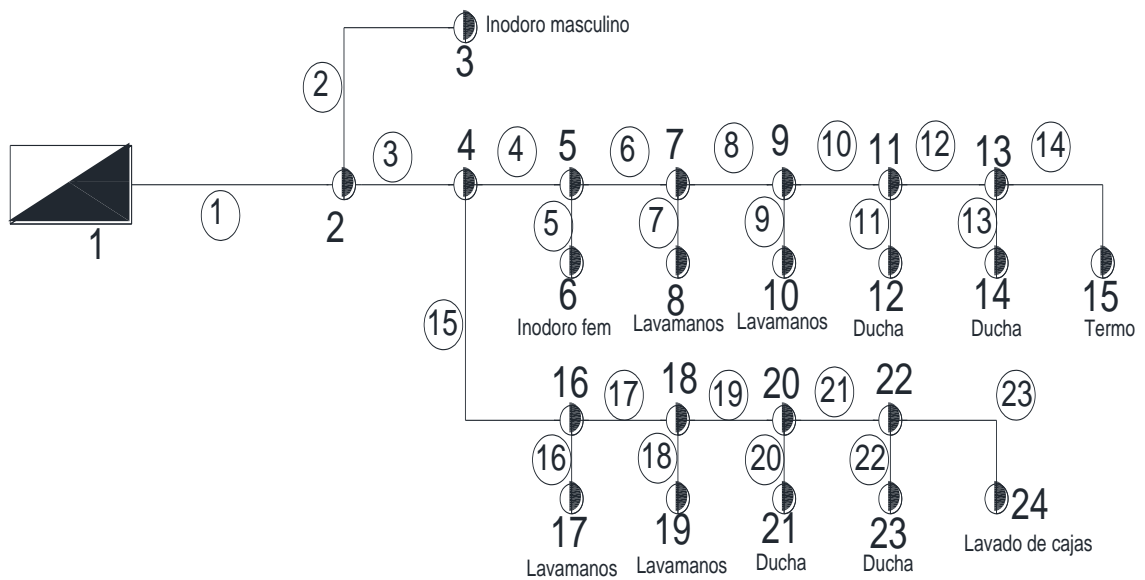 Inodoro masculino
3
2
3 4 4 6 5 8 7 10 9 12 11 14 13
1
1
2
5 7 9 11 13
6 8 10 12 14 15
Inodoro fem Lavamanos Lavamanos Ducha Ducha Termo
15
16 17 18 19 20 21 22 23
16 18 20 22
17 19 21 23 24
Lavamanos Lavamanos Ducha Ducha Lavado de cajas